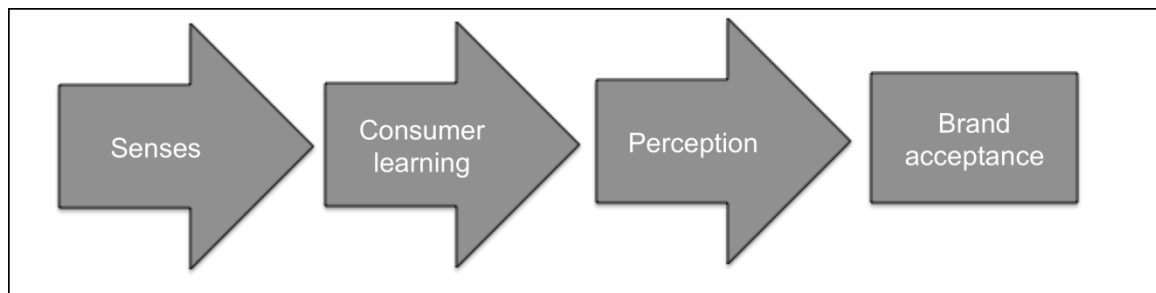 Senses
Consumer
learning
Perception
Brand
acceptance